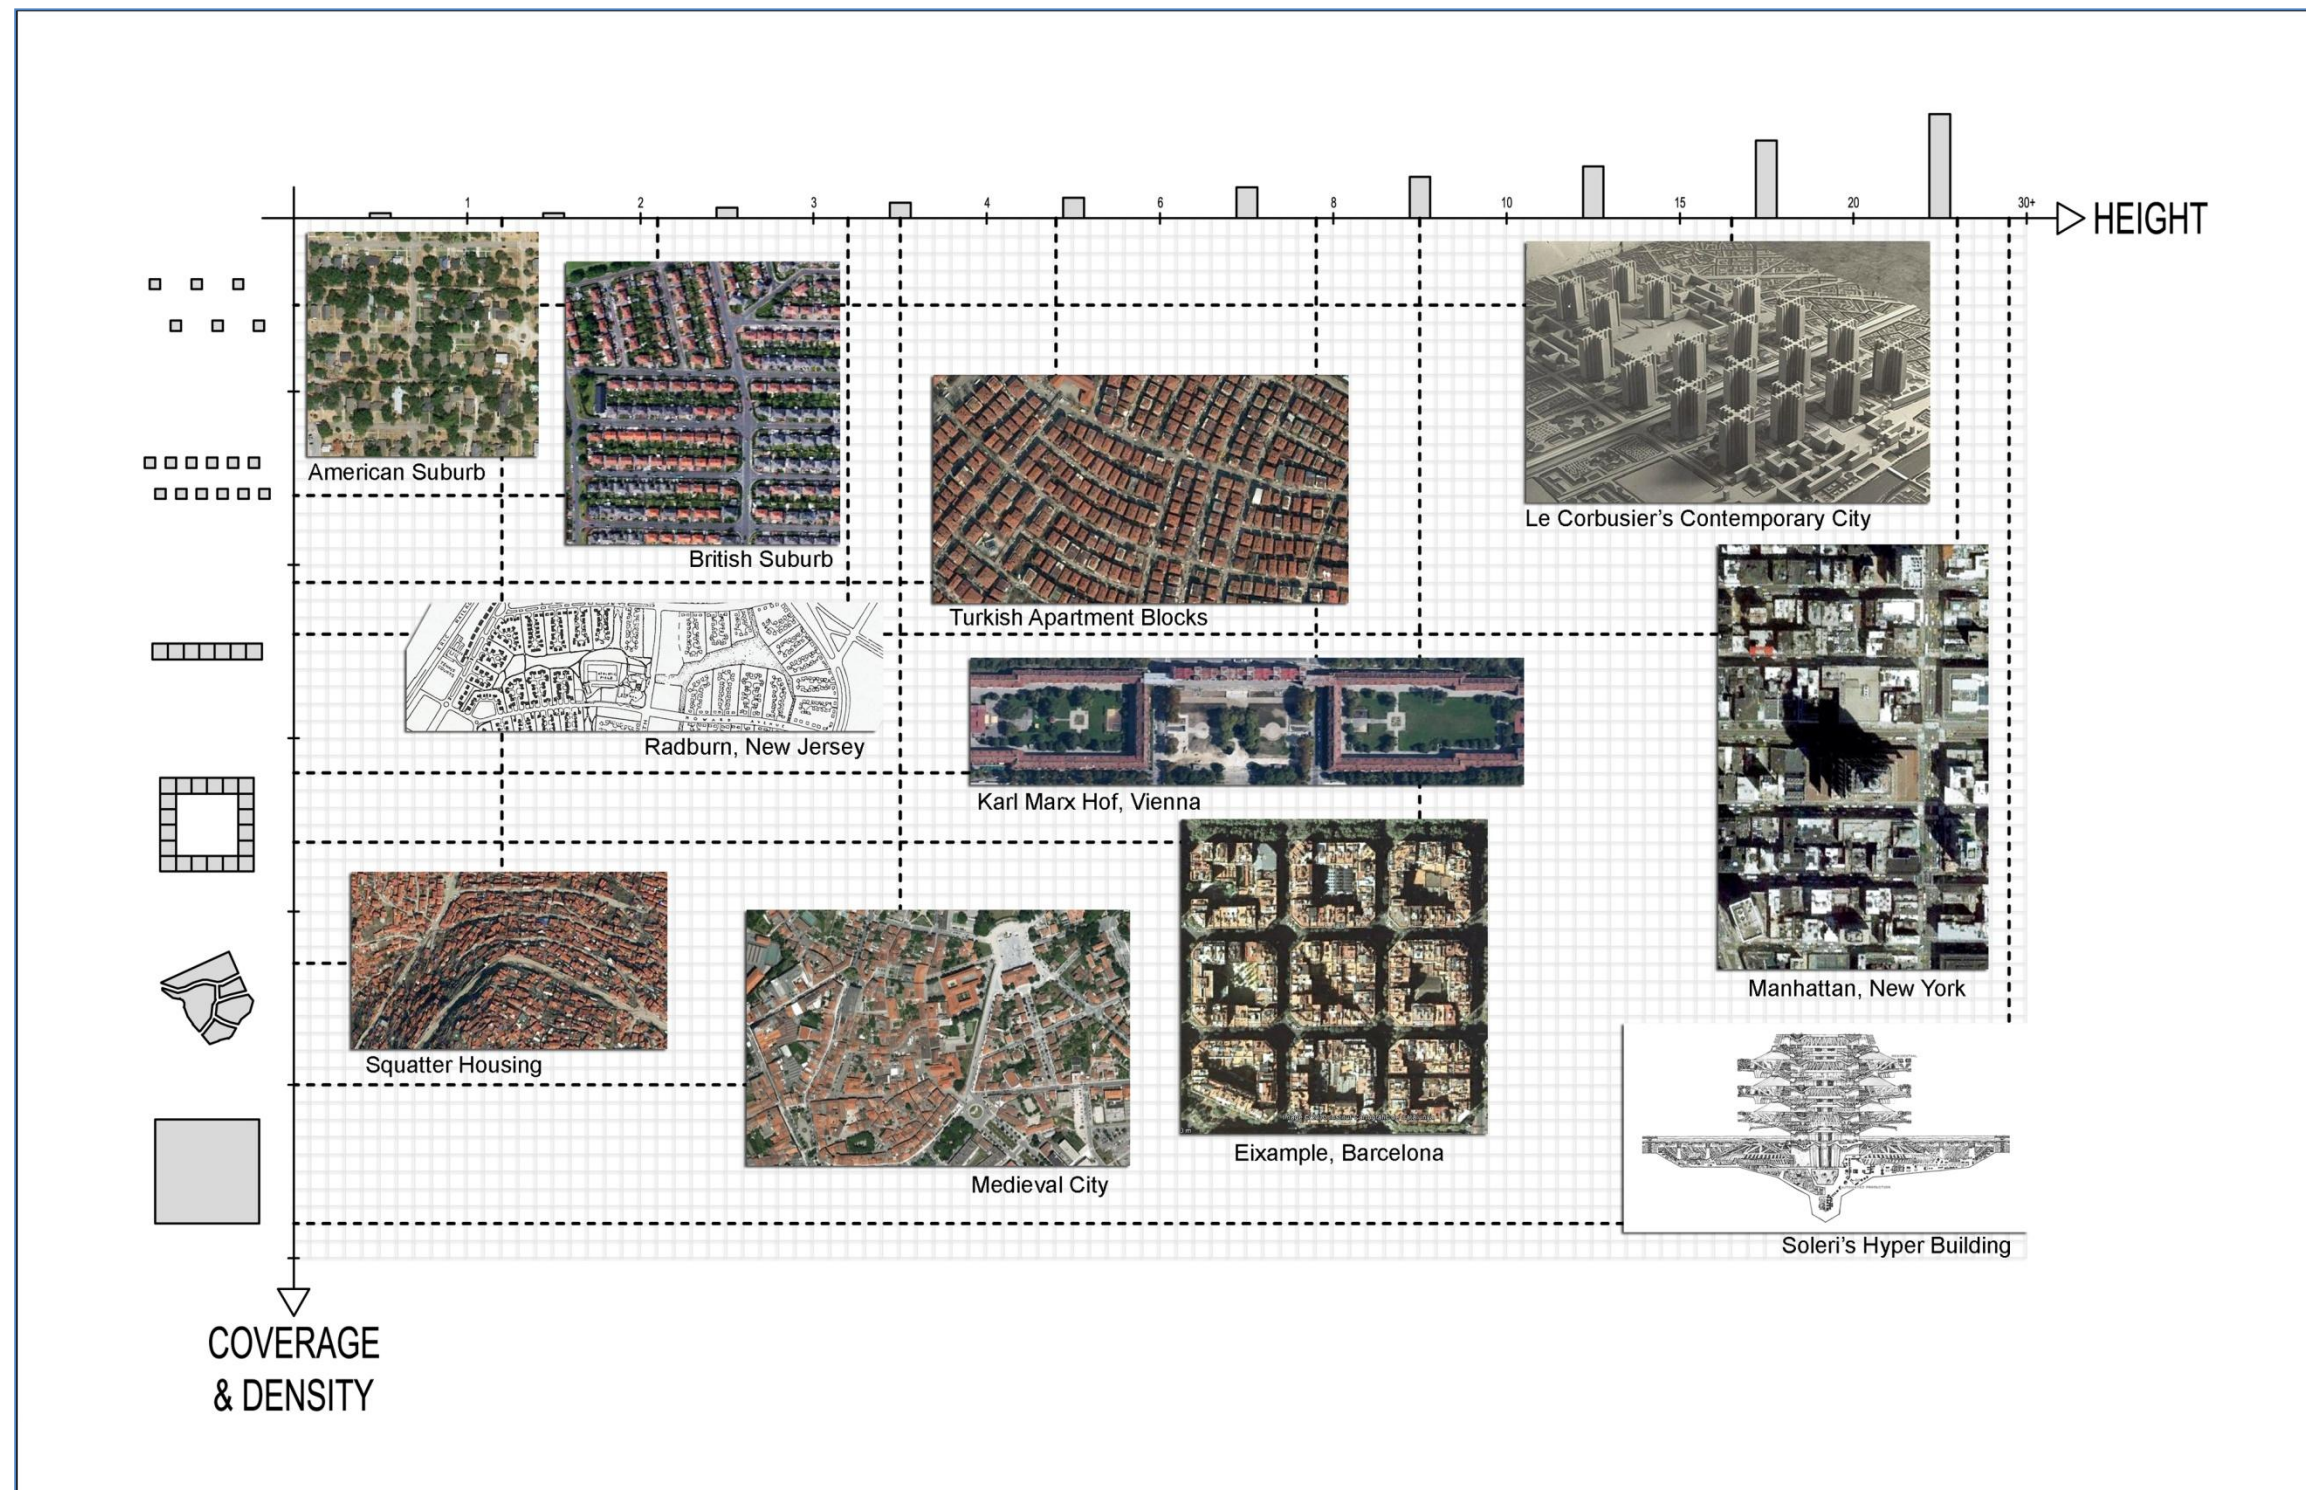 1
2
3
4
6
8
10
15
20
30+
HEIGHT
American Suburb
British Suburb
Turkish Apartment Blocks
Le Corbusier's Contemporary City
Radburn, New Jersey
Karl Marx Hof, Vienna
Manhattan, New York
Squatter Housing
Medieval City
Eixample, Barcelona
Soleri's Hyper Building
COVERAGE
& DENSITY